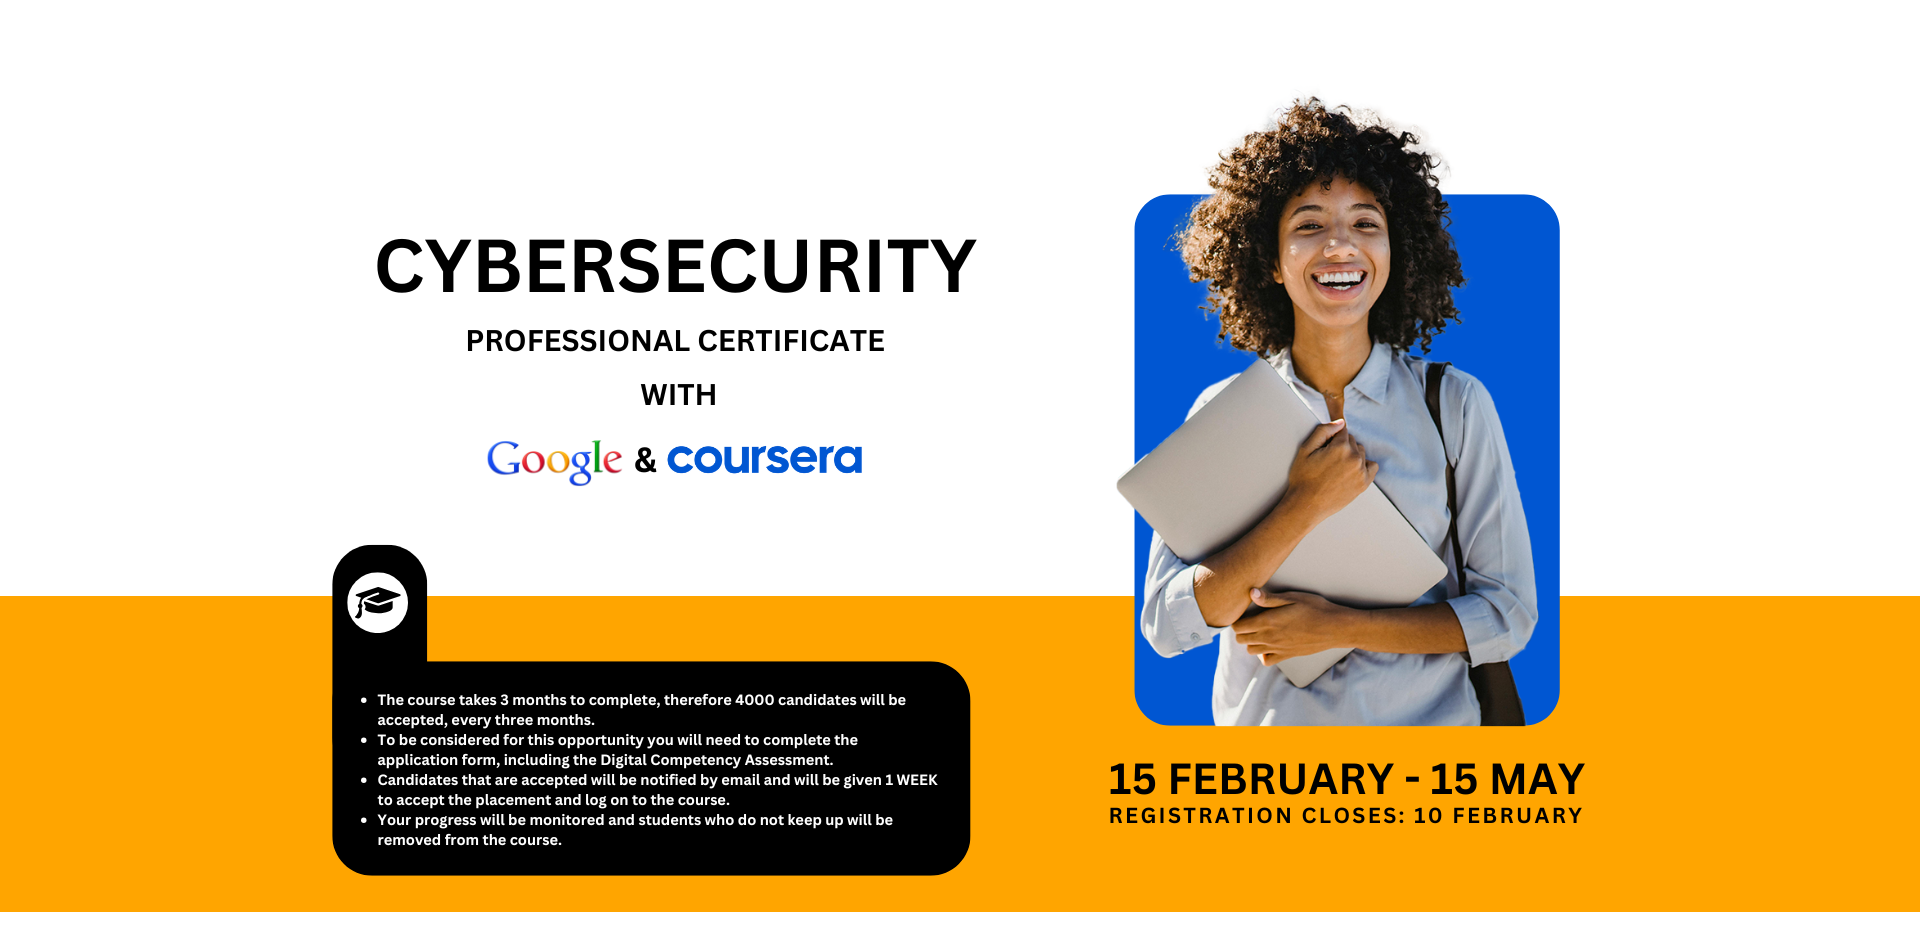 CYBERSECURITY
PROFESSIONAL CERTIFICATE
WITH
Google & coursera
• The course takes 3 months to complete, therefore 4000 candidates will be
accepted, every three months.
• To be considered for this opportunity you will need to complete the
application form, including the Digital Competency Assessment.
• Candidates that are accepted will be notified by email and will be given 1 WEEK
to accept the placement and log on to the course.
• Your progress will be monitored and students who do not keep up will be
removed from the course.
15 FEBRUARY - 15 MAY
REGISTRATION CLOSES: 10 FEBRUARY